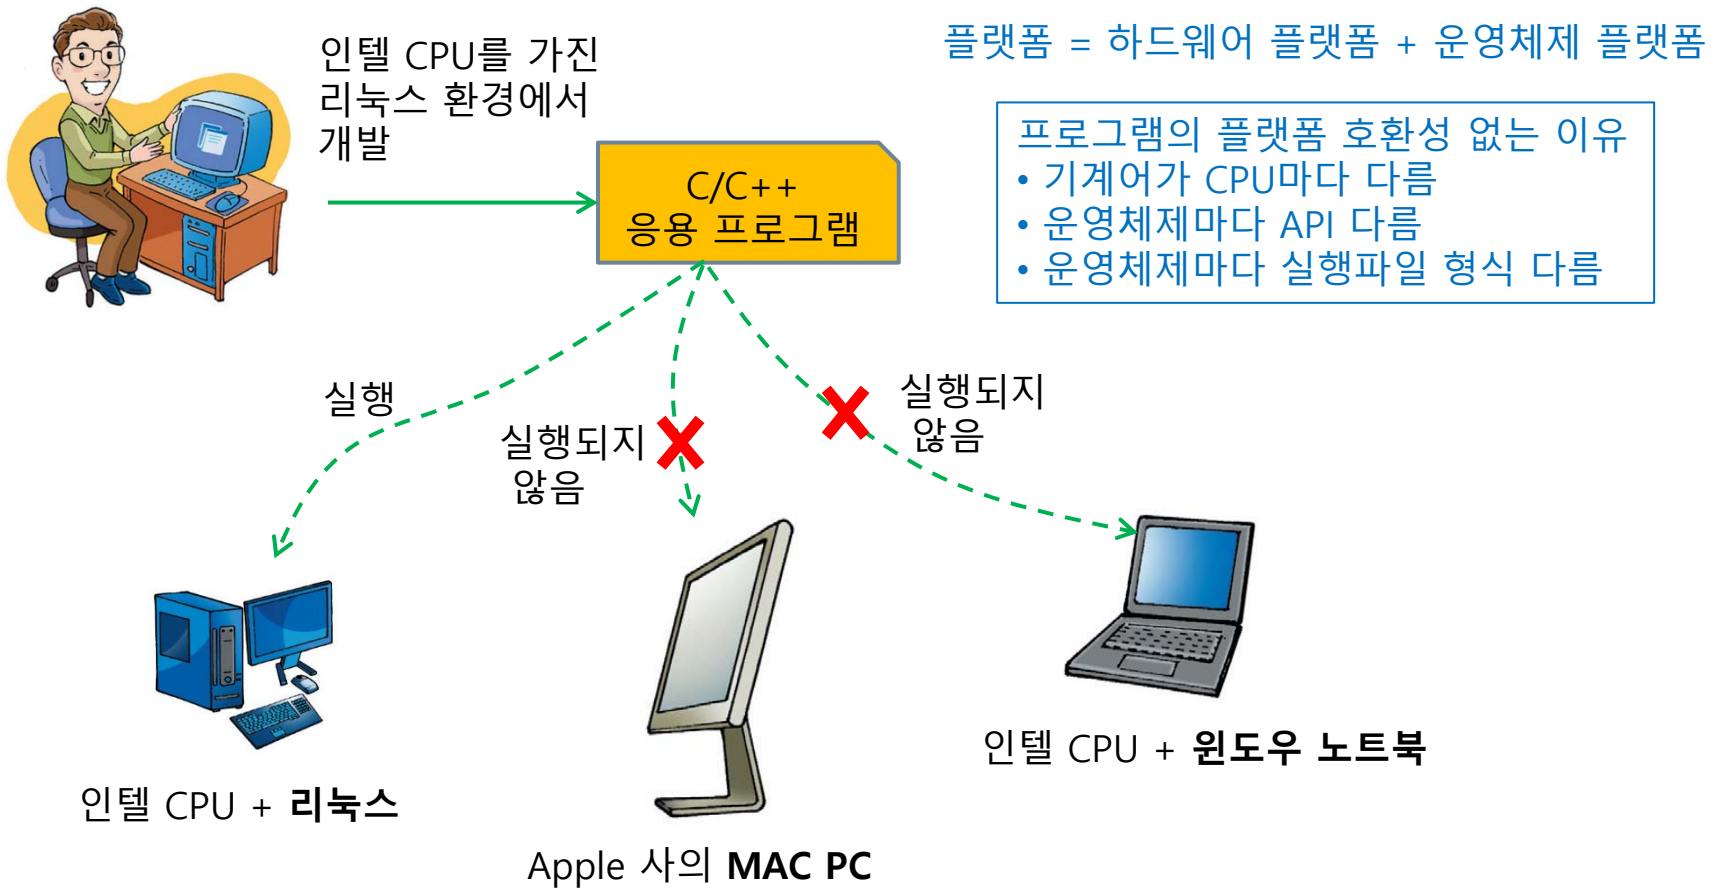 인텔 CPU를 가진
리눅스 환경에서
개발
플랫폼 = 하드웨어 플랫폼 + 운영체제 플랫폼
프로그램의 플랫폼 호환성 없는 이유
• 기계어가 CPU마다 다름
• 운영체제마다 API 다름
• 운영체제마다 실행파일 형식 다름
C/C++
응용 프로그램
실행
실행되지
않음
실행되지
않음
인텔 CPU + 리눅스
Apple 사의 MAC PC
인텔 CPU + 윈도우 노트북